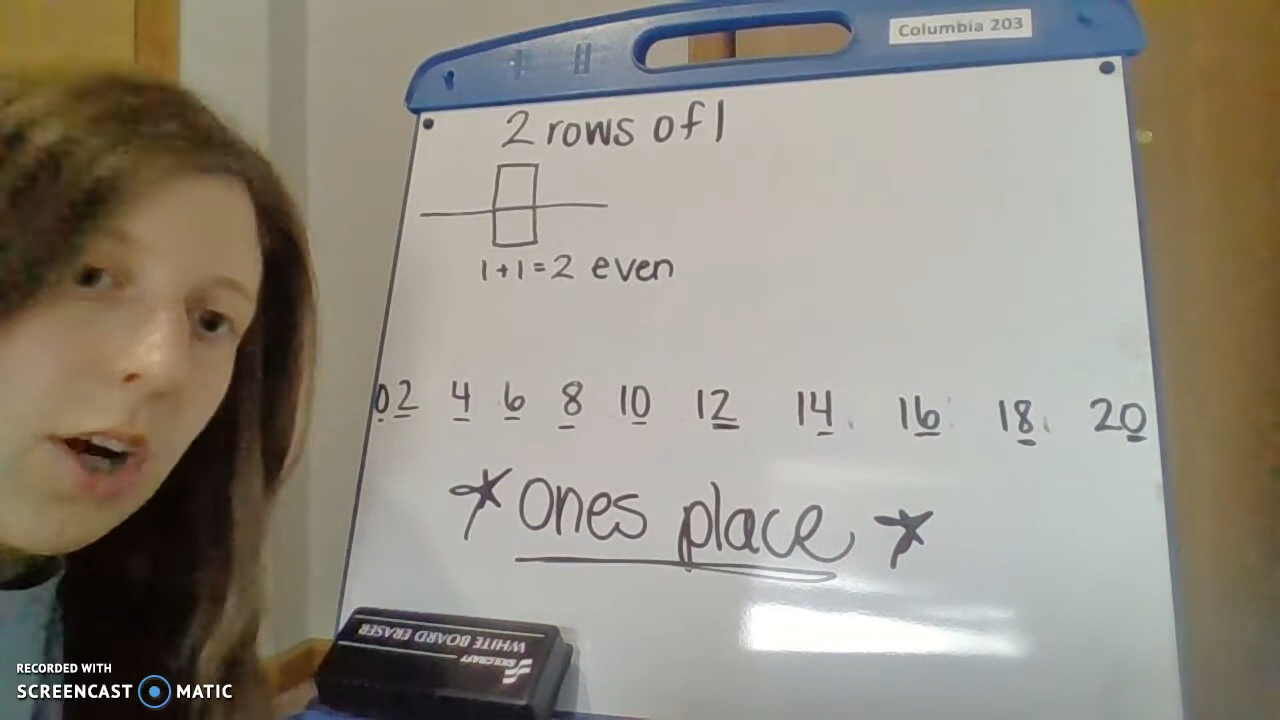 Columbia 203
2 rows of 1
1+1=2 even
0 2 4 6 8 10 12 14 16 18 20
*ones place*
WHITE BOARD ERASER
SKILCRAFT
RECORDED WITH
SCREENCAST MATIC